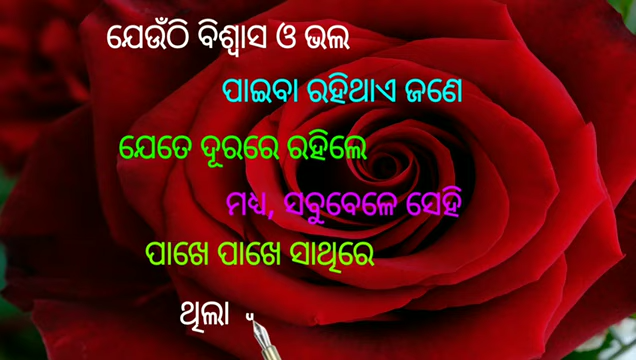 ଯେଉଁଠି ବିଶ୍ୱାସ ଓ ଭଲ
ପାଇବା ରହିଥାଏ ଜଣେ
ଯେତେ ଦୂରରେ ରହିଲେ
ମଧ୍ୟ, ସବୁବେଳେ ସେହି
ପାଖେ ପାଖେ ସାଥିରେ
ଥିଲା